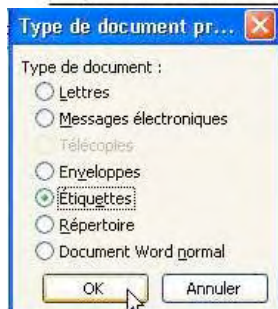 Type de document pr...
Type de document :
Lettres
Messages électroniques
Télécopies
Enveloppes
Étiquettes
Répertoire
Document Word normal
OK Annuler